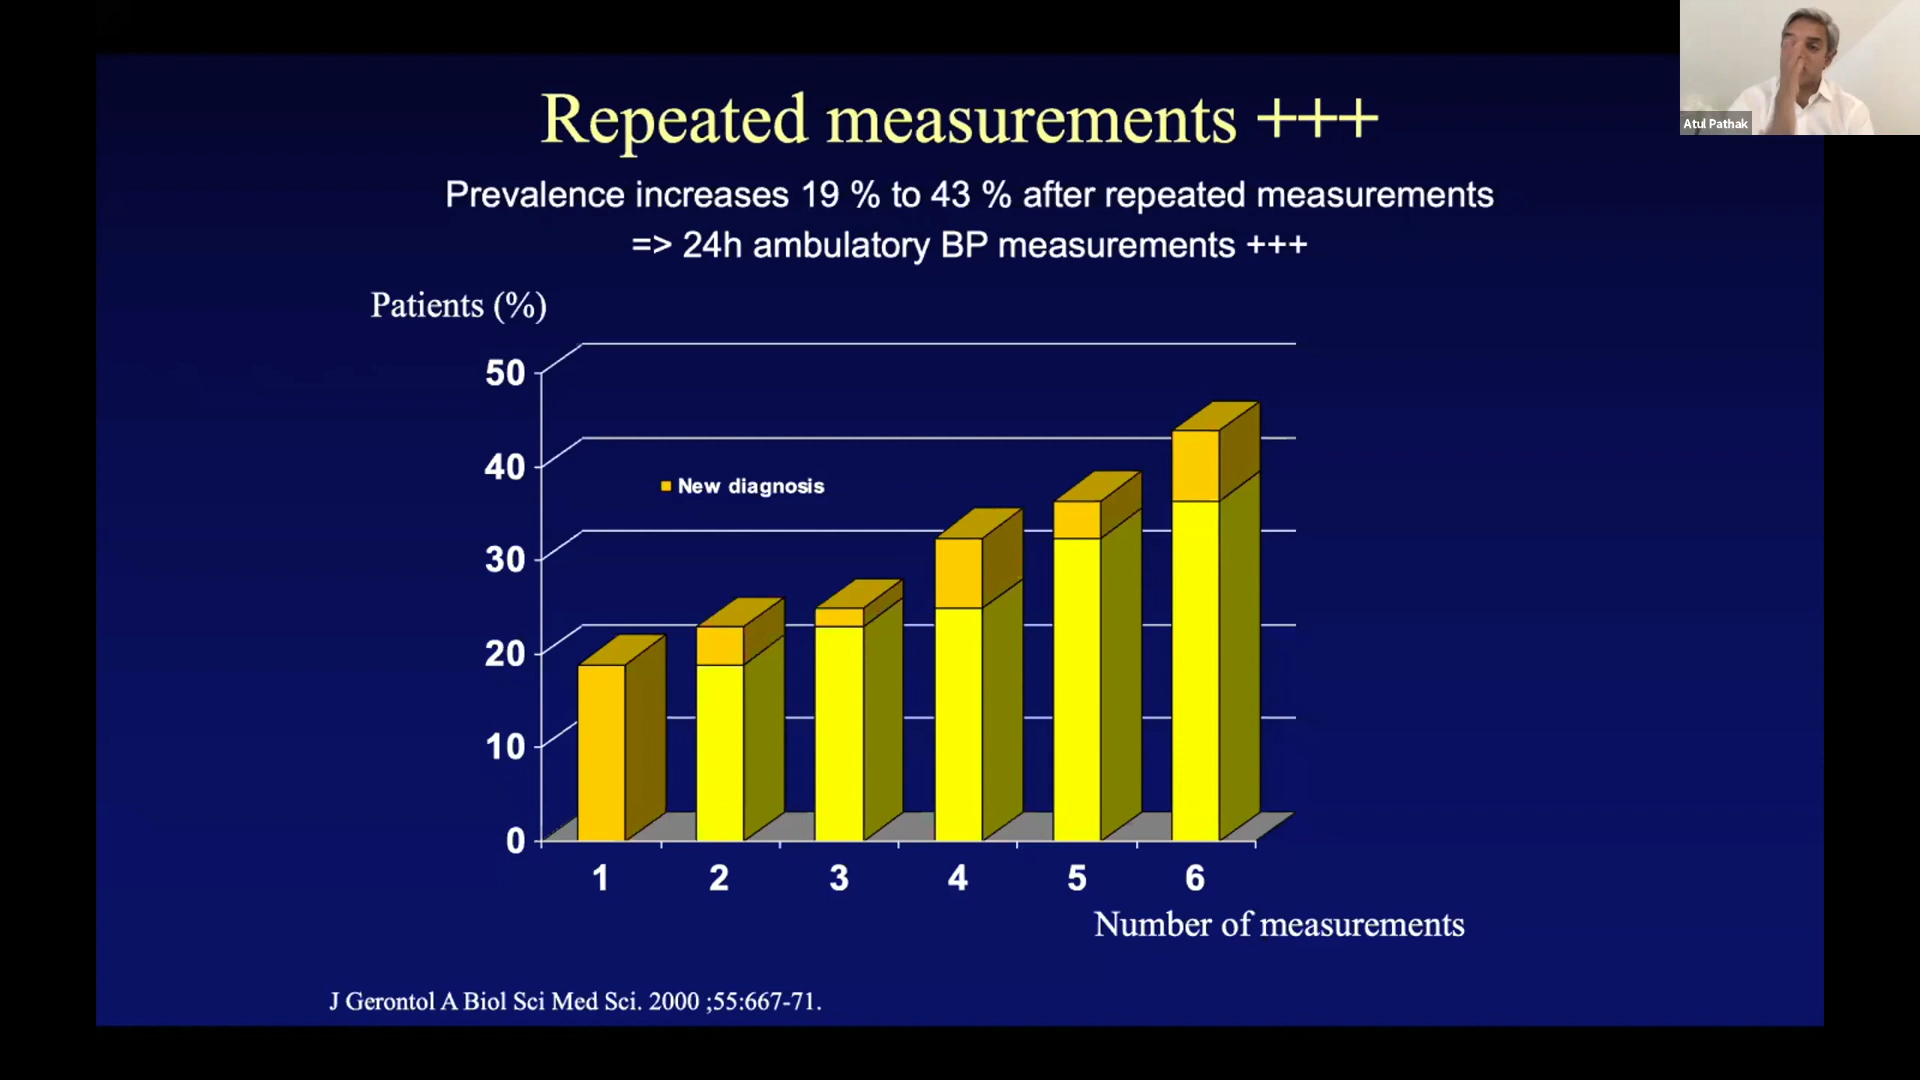 Repeated measurements +++
Atul Pathak
Prevalence increases 19 % to 43 % after repeated measurements
=> 24h ambulatory BP measurements +++
Patients (%)
50
40
New diagnosis
30
20
10
0
1 2 3 4 5 6
Number of measurements
J Gerontol A Biol Sci Med Sci. 2000 ;55:667-71.